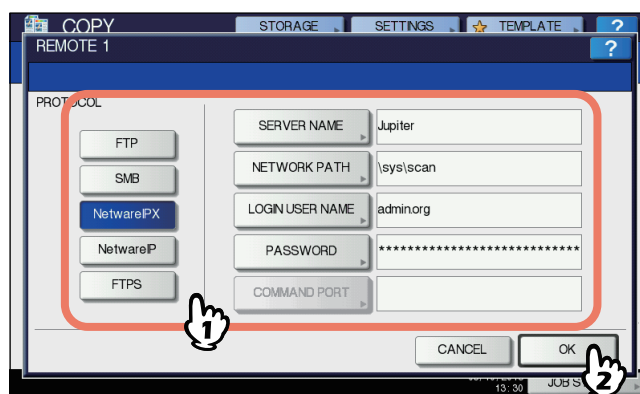 COPY STORAGE SETTINGS TEMPLATE ?
REMOTE 1 ?
PROTOCOL
FTP
SMB
NetwareIPX
NetwareIP
FTPS
SERVER NAME Jupiter
NETWORK PATH \sys\scan
LOGIN USER NAME admin.org
PASSWORD ****************************
COMMAND PORT
1
CANCEL OK
2
13:30 JOB S